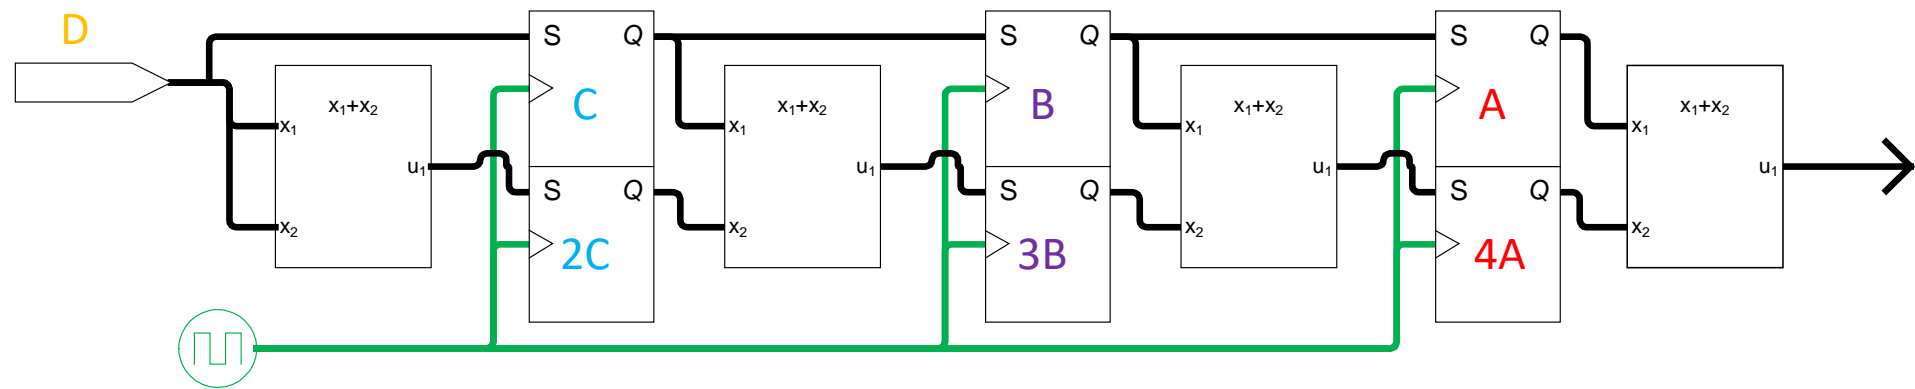 D
x₁+x₂
x₁
x₂
u₁
S Q
C
S Q
2C
x₁+x₂
x₁
x₂
u₁
S Q
B
S Q
3B
x₁+x₂
x₁
x₂
u₁
S Q
A
S Q
4A
x₁+x₂
x₁
x₂
u₁